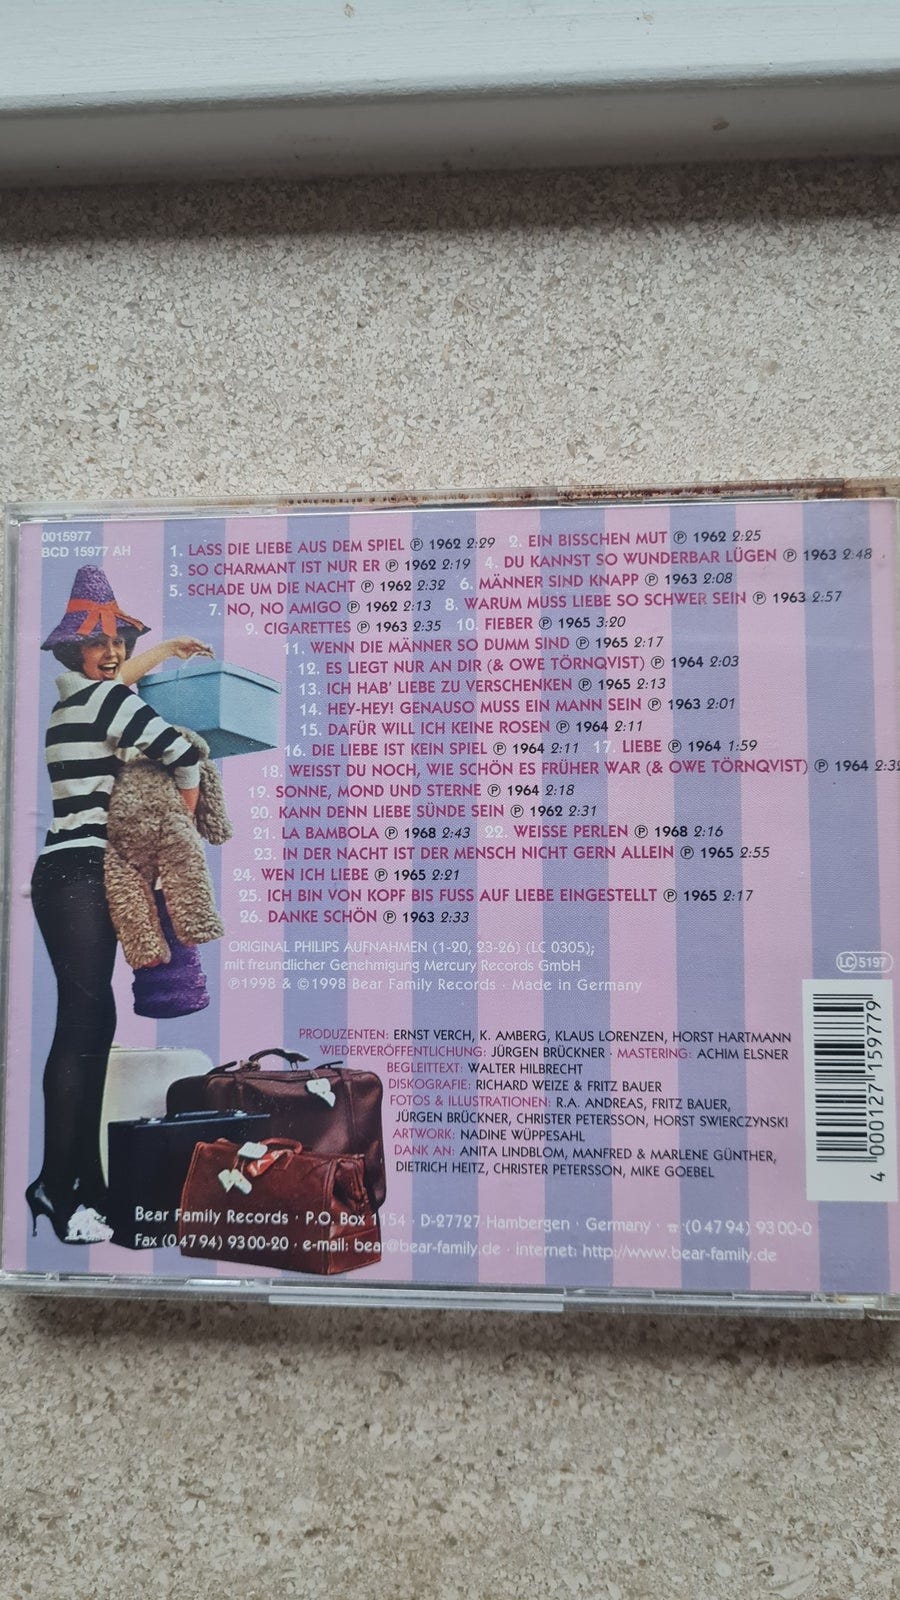 0015977
BCD 15977 AH
1. LASS DIE LIEBE AUS DEM SPIEL Ⓟ 1962 2:29 2. EIN BISSCHEN MUT Ⓟ 1962 2:25
3. SO CHARMANT IST NUR ER Ⓟ 1962 2:19 4. DU KANNST SO WUNDERBAR LÜGEN Ⓟ 1963 2:48
5. SCHADE UM DIE NACHT Ⓟ 1962 2:32 6. MÄNNER SIND KNAPP Ⓟ 1963 2:08
7. NO, NO AMIGO Ⓟ 1962 2:13 8. WARUM MUSS LIEBE SO SCHWER SEIN Ⓟ 1963 2:57
9. CIGARETTES Ⓟ 1963 2:35 10. FIEBER Ⓟ 1965 3:20
11. WENN DIE MÄNNER SO DUMM SIND Ⓟ 1965 2:17
12. ES LIEGT NUR AN DIR (& OWE TÖRNQVIST) Ⓟ 1964 2:03
13. ICH HAB' LIEBE ZU VERSCHENKEN Ⓟ 1965 2:13
14. HEY-HEY! GENAUSO MUSS EIN MANN SEIN Ⓟ 1963 2:01
15. DAFÜR WILL ICH KEINE ROSEN Ⓟ 1964 2:11
16. DIE LIEBE IST KEIN SPIEL Ⓟ 1964 2:11 17. LIEBE Ⓟ 1964 1:59
18. WEISST DU NOCH, WIE SCHÖN ES FRÜHER WAR (& OWE TÖRNQVIST) Ⓟ 1964
19. SONNE, MOND UND STERNE Ⓟ 1964 2:18
20. KANN DENN LIEBE SÜNDE SEIN Ⓟ 1962 2:31
21. LA BAMBOLA Ⓟ 1968 2:43 22. WEISSE PERLEN Ⓟ 1968 2:16
23. IN DER NACHT IST DER MENSCH NICHT GERN ALLEIN Ⓟ 1965 2:55
24. WEN ICH LIEBE Ⓟ 1965 2:21
25. ICH BIN VON KOPF BIS FUSS AUF LIEBE EINGESTELLT Ⓟ 1965 2:17
26. DANKE SCHÖN Ⓟ 1963 2:33
ORIGINAL PHILIPS AUFNAHMEN (1-20, 23-26) (LC 0305);
mit freundlicher Genehmigung Mercury Records GmbH
Ⓟ1998 & ©1998 Bear Family Records · Made in Germany
LC 5197
PRODUZENTEN: ERNST VERCH, K. AMBERG, KLAUS LORENZEN, HORST HARTMANN
WIEDERVERÖFFENTLICHUNG: JÜRGEN BRÜCKNER · MASTERING: ACHIM ELSNER
BEGLEITTEXT: WALTER HILBRECHT
DISKOGRAFIE: RICHARD WEIZE & FRITZ BAUER
FOTOS & ILLUSTRATIONEN: R.A. ANDREAS, FRITZ BAUER,
JÜRGEN BRÜCKNER, CHRISTER PETERSSON, HORST SWIERCZYNSKI
ARTWORK: NADINE WÜPPESAHL
DANK AN: ANITA LINDBLOM, MANFRED & MARLENE GÜNTHER,
DIETRICH HEITZ, CHRISTER PETERSSON, MIKE GOEBEL
4 000127 159779
Bear Family Records · P.O. Box 1154 · D-27727 Hambergen · Germany · ☎ (04794) 9300-0
Fax (04794) 9300-20 · e-mail: bear@bear-family.de · internet: http://www.bear-family.de